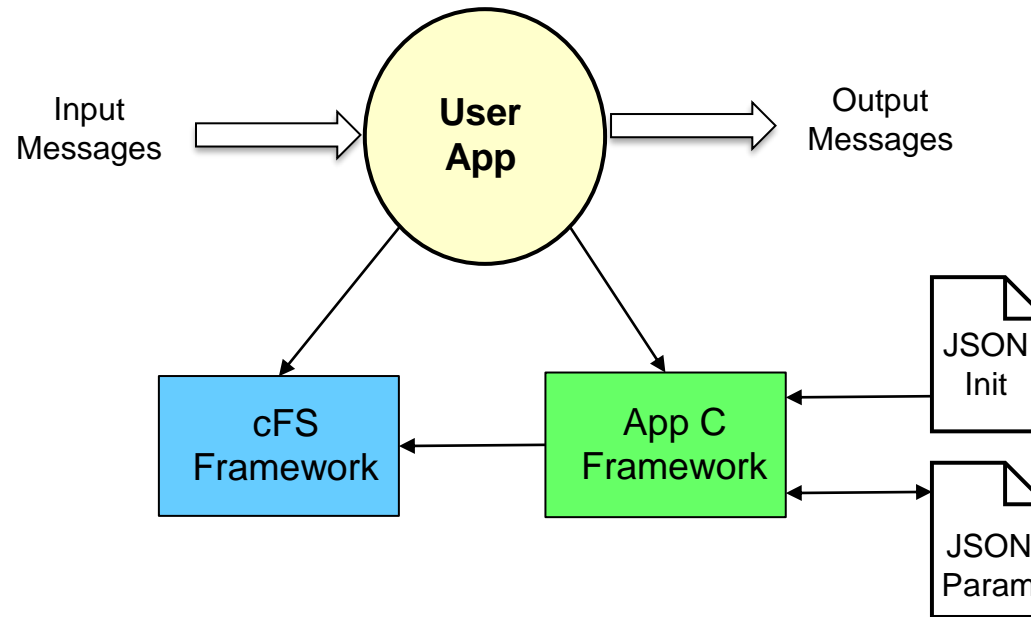 Input
Messages
User
App
Output
Messages
cFS
Framework
App C
Framework
JSON
Init
JSON
Param